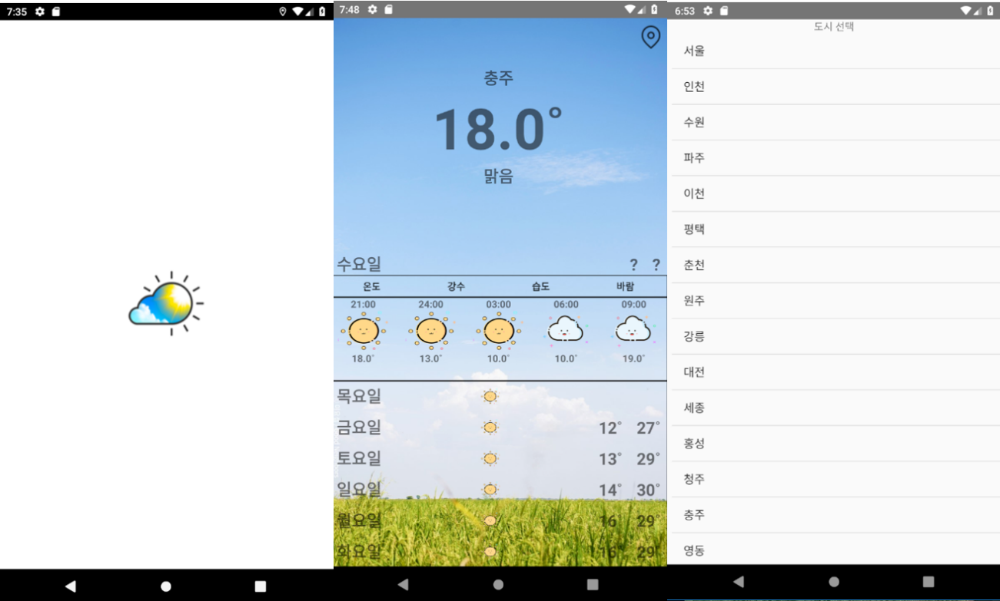 7:35
7:48
충주
18.0°
맑음
수요일 ? ?
온도 강수 습도 바람
21:00 24:00 03:00 06:00 09:00
18.0° 13.0° 10.0° 10.0° 19.0°
목요일
금요일 12° 27°
토요일 13° 29°
일요일 14° 30°
월요일 16° 29°
화요일 16° 29°
6:53
도시 선택
서울
인천
수원
파주
이천
평택
춘천
원주
강릉
대전
세종
홍성
청주
충주
영동